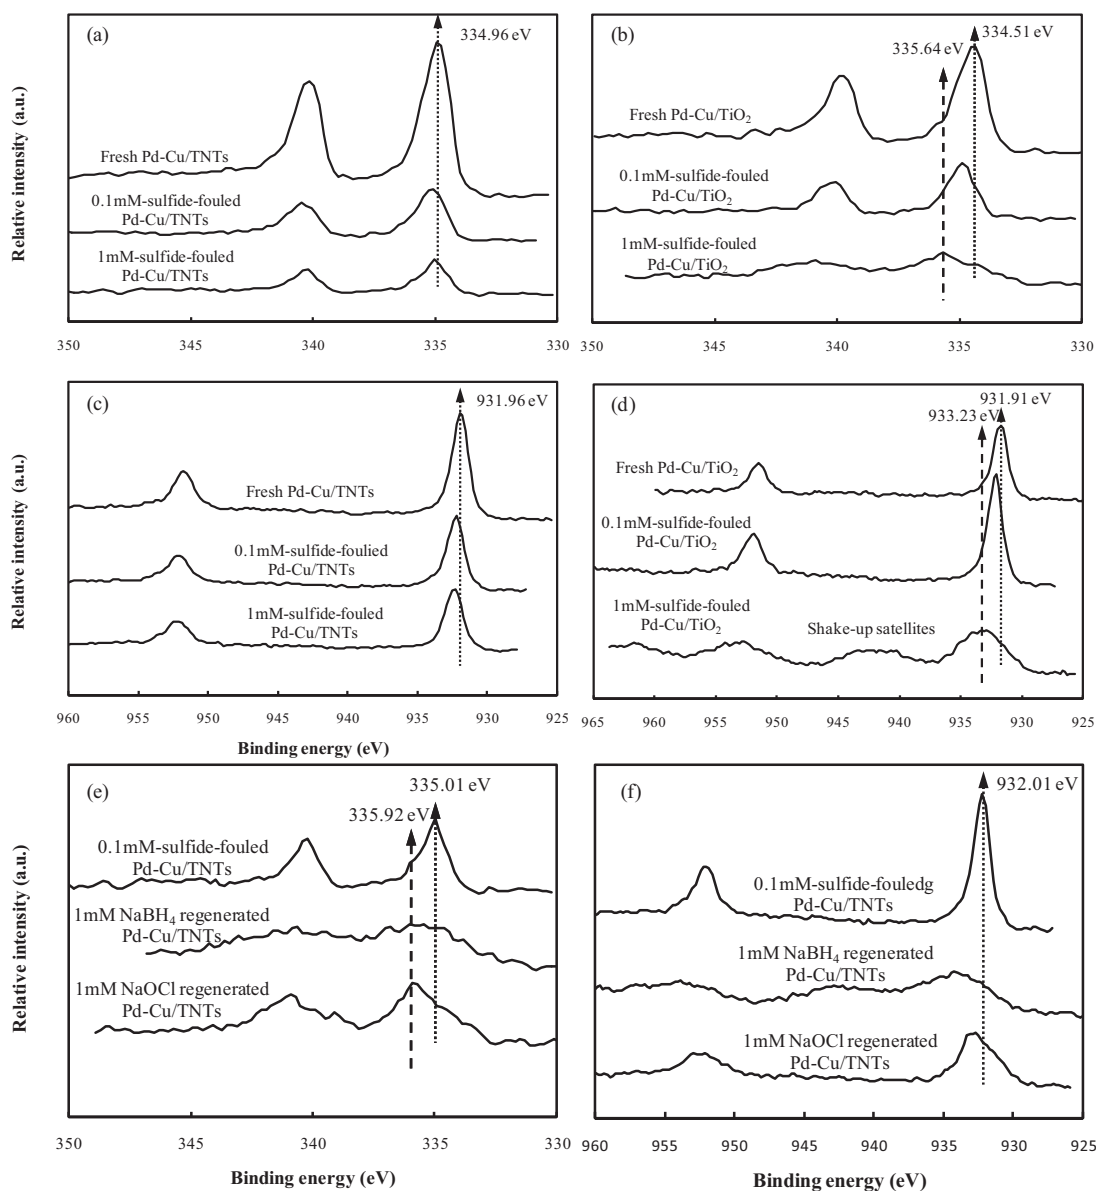 (a)
334.96 eV
Fresh Pd-Cu/TNTs
0.1mM-sulfide-fouled
Pd-Cu/TNTs
1mM-sulfide-fouled
Pd-Cu/TNTs
Relative intensity (a.u.)
350 345 340 335 330
(b)
335.64 eV
334.51 eV
Fresh Pd-Cu/TiO2
0.1mM-sulfide-fouled
Pd-Cu/TiO2
1mM-sulfide-fouled
Pd-Cu/TiO2
350 345 340 335 330
(c)
931.96 eV
Fresh Pd-Cu/TNTs
0.1mM-sulfide-foulied
Pd-Cu/TNTs
1mM-sulfide-fouled
Pd-Cu/TNTs
Relative intensity (a.u.)
960 950 940 930
Binding energy (eV)
(d)
931.91 eV
933.23 eV
Fresh Pd-Cu/TiO2
0.1mM-sulfide-fouled
Pd-Cu/TiO2
1mM-sulfide-fouled
Pd-Cu/TiO2
Shake-up satellites
965 960 955 950 945 940 935 930 925
(e)
335.01 eV
335.92 eV
0.1mM-sulfide-fouled
Pd-Cu/TNTs
1mM NaBH4 regenerated
Pd-Cu/TNTs
1mM NaOCl regenerated
Pd-Cu/TNTs
Relative intensity (a.u.)
350 345 340 335 330
Binding energy (eV)
(f)
932.01 eV
0.1mM-sulfide-fouledg
Pd-Cu/TNTs
1mM NaBH4 regenerated
Pd-Cu/TNTs
1mM NaOCl regenerated
Pd-Cu/TNTs
960 950 945 940 935 930 925
Binding energy (eV)